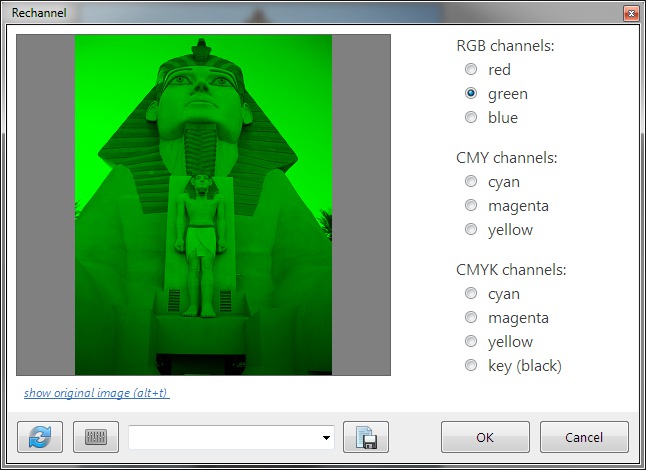 Rechannel
RGB channels:
red
green
blue
CMY channels:
cyan
magenta
yellow
CMYK channels:
cyan
magenta
yellow
key (black)
show original image (alt+t)
OK
Cancel